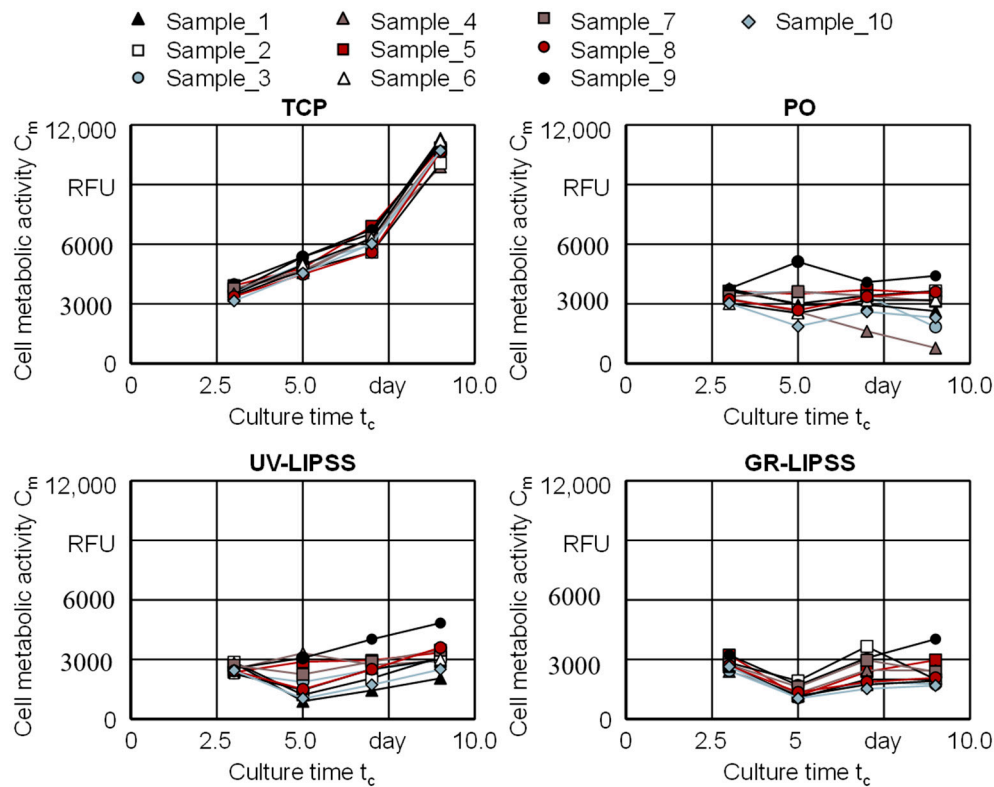 Sample_1 Sample_4 Sample_7 Sample_10
Sample_2 Sample_5 Sample_8
Sample_3 Sample_6 Sample_9
TCP
12,000
RFU
6000
3000
0
Cell metabolic activity Cm
0 2.5 5.0 day 10.0
Culture time tc
PO
12,000
RFU
6000
3000
0
Cell metabolic activity Cm
0 2.5 5.0 day 10.0
Culture time tc
UV-LIPSS
12,000
RFU
6000
3000
0
Cell metabolic activity Cm
0 2.5 5.0 day 10.0
Culture time tc
GR-LIPSS
12,000
RFU
6000
3000
0
Cell metabolic activity Cm
0 2.5 5 day 10.0
Culture time tc